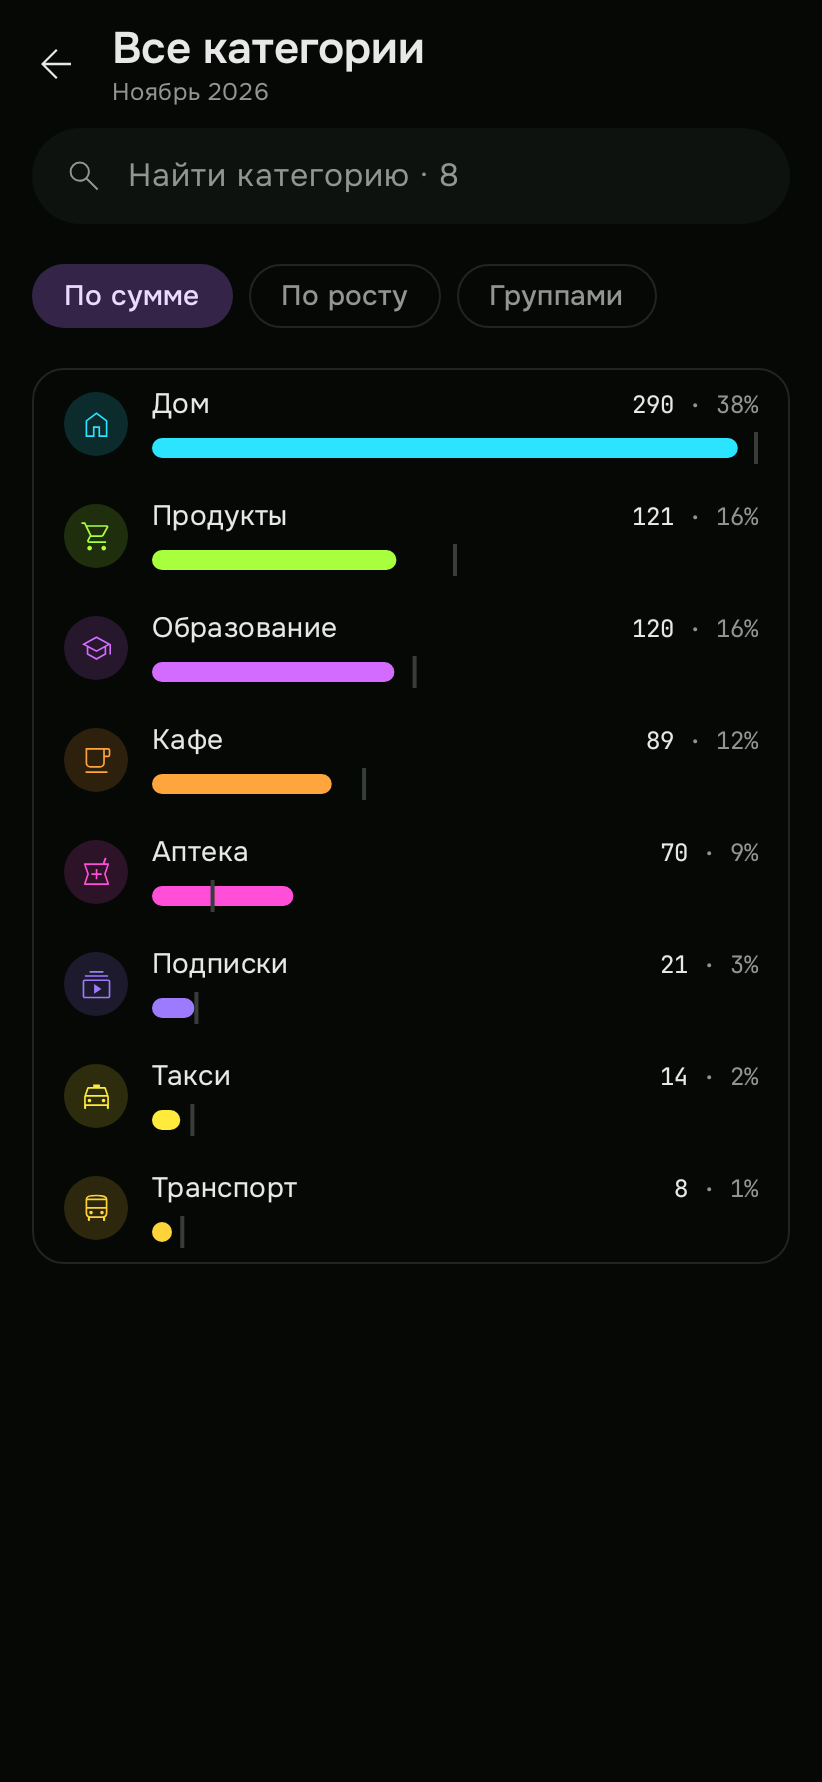 Все категории
Ноябрь 2026
Найти категорию · 8
По сумме
По росту
Группами
Дом 290 · 38%
Продукты 121 · 16%
Образование 120 · 16%
Кафе 89 · 12%
Аптека 70 · 9%
Подписки 21 · 3%
Такси 14 · 2%
Транспорт 8 · 1%